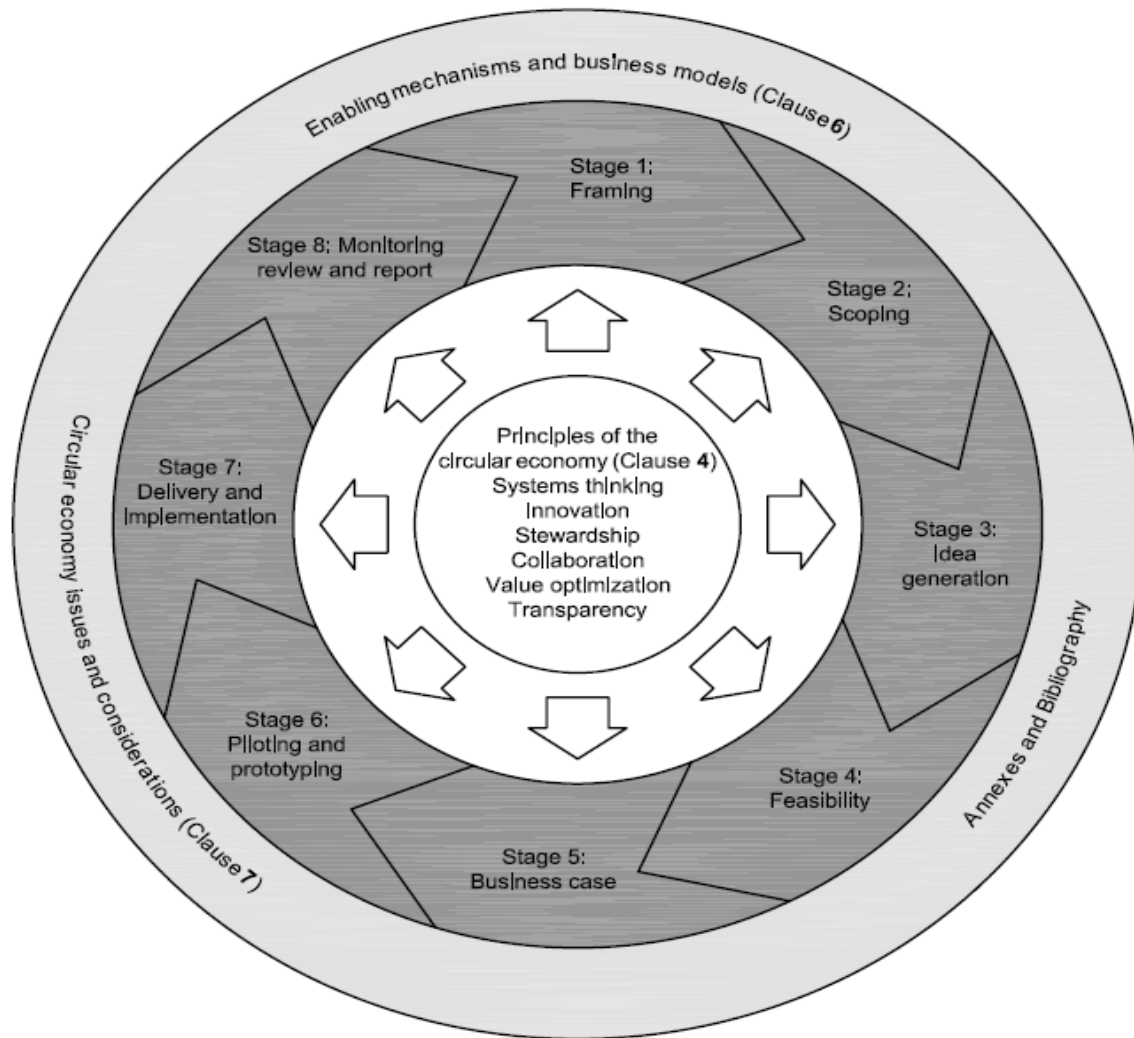 Enabling mechanisms and business models (Clause 6)
Stage 1:
Framing
Stage 2:
Scoping
Stage 3:
Idea
generation
Stage 4:
Feasibility
Stage 5:
Business case
Stage 6:
Piloting and
prototyping
Stage 7:
Delivery and
implementation
Stage 8: Monitoring
review and report
Principles of the
circular economy (Clause 4)
Systems thinking
Innovation
Stewardship
Collaboration
Value optimization
Transparency
Circular economy issues and considerations (Clause 7)
Annexes and Bibliography